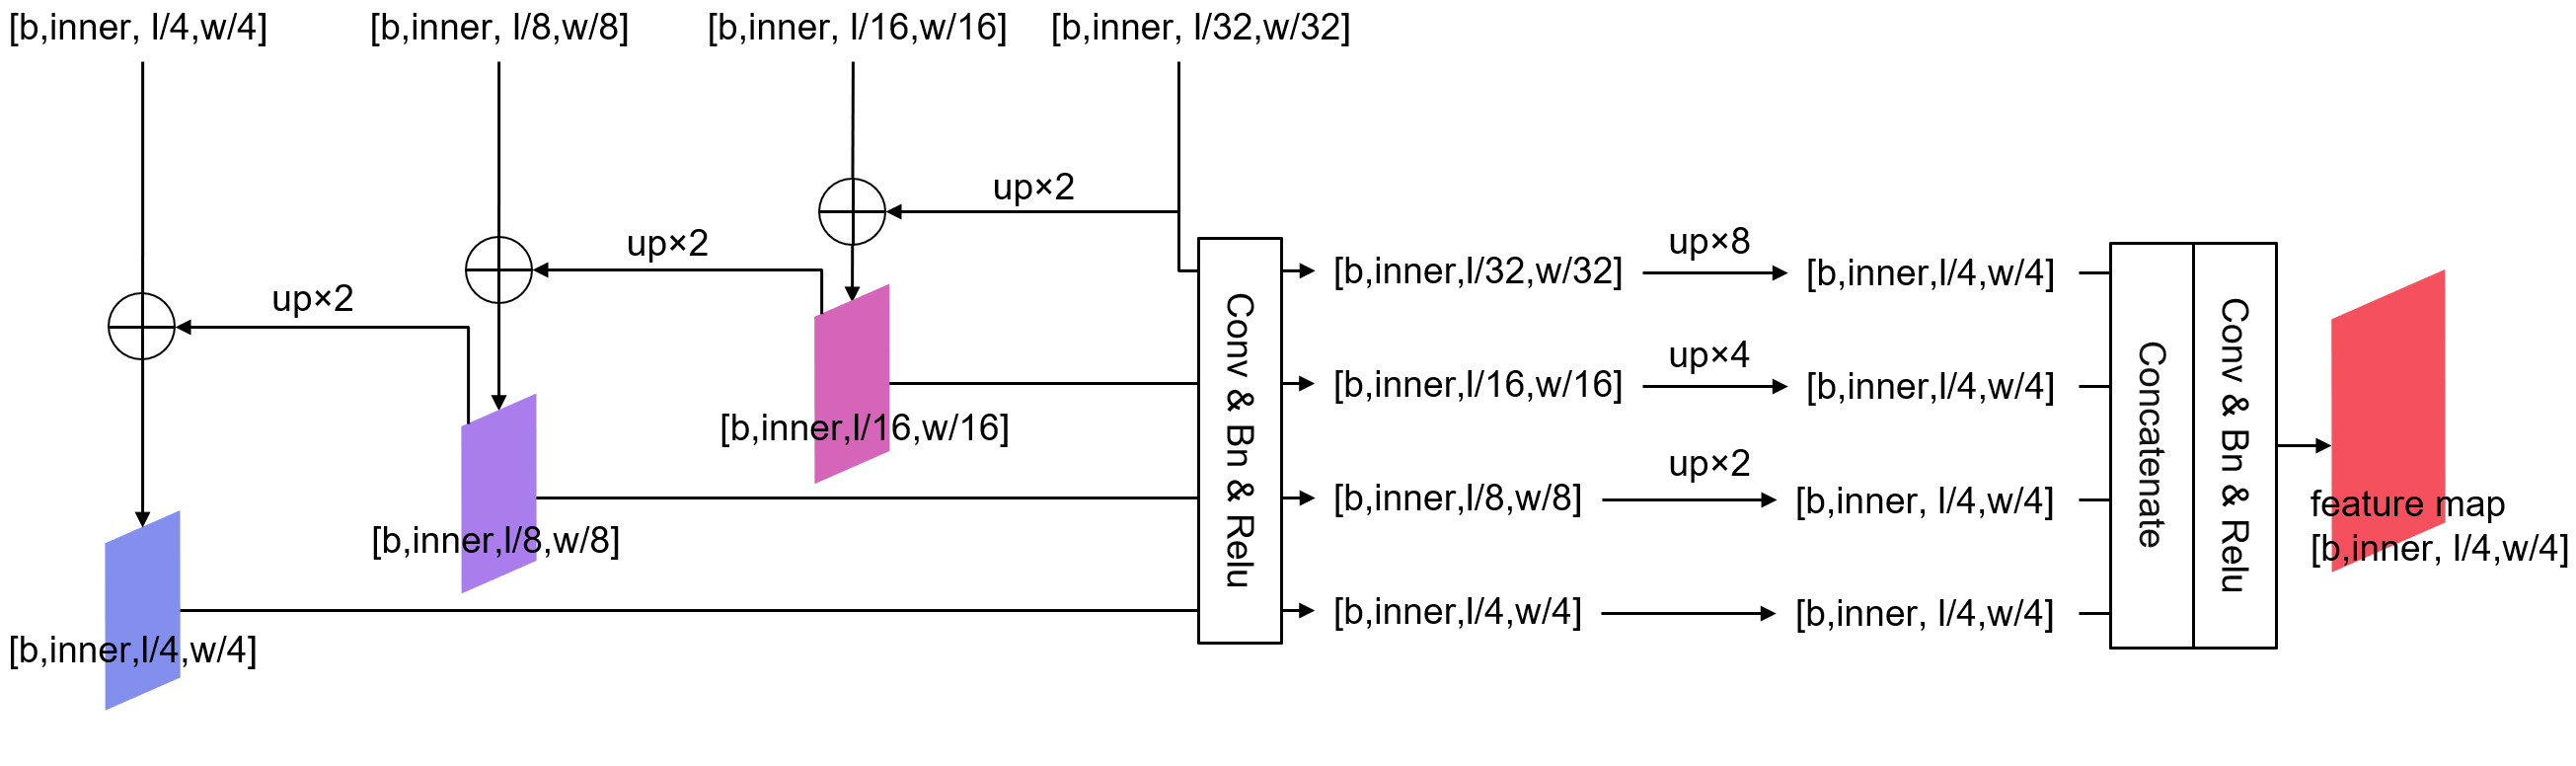 [b,inner, l/4,w/4]
[b,inner, l/8,w/8]
[b,inner, l/16,w/16]
[b,inner, l/32,w/32]
up×2
up×2
up×2
[b,inner,l/16,w/16]
[b,inner,l/8,w/8]
[b,inner,l/4,w/4]
Conv & Bn & Relu
[b,inner,l/32,w/32]
up×8
[b,inner,l/4,w/4]
[b,inner,l/16,w/16]
up×4
[b,inner,l/4,w/4]
[b,inner,l/8,w/8]
up×2
[b,inner, l/4,w/4]
[b,inner,l/4,w/4]
[b,inner, l/4,w/4]
Concatenate
Conv & Bn & Relu
feature map
[b,inner, l/4,w/4]